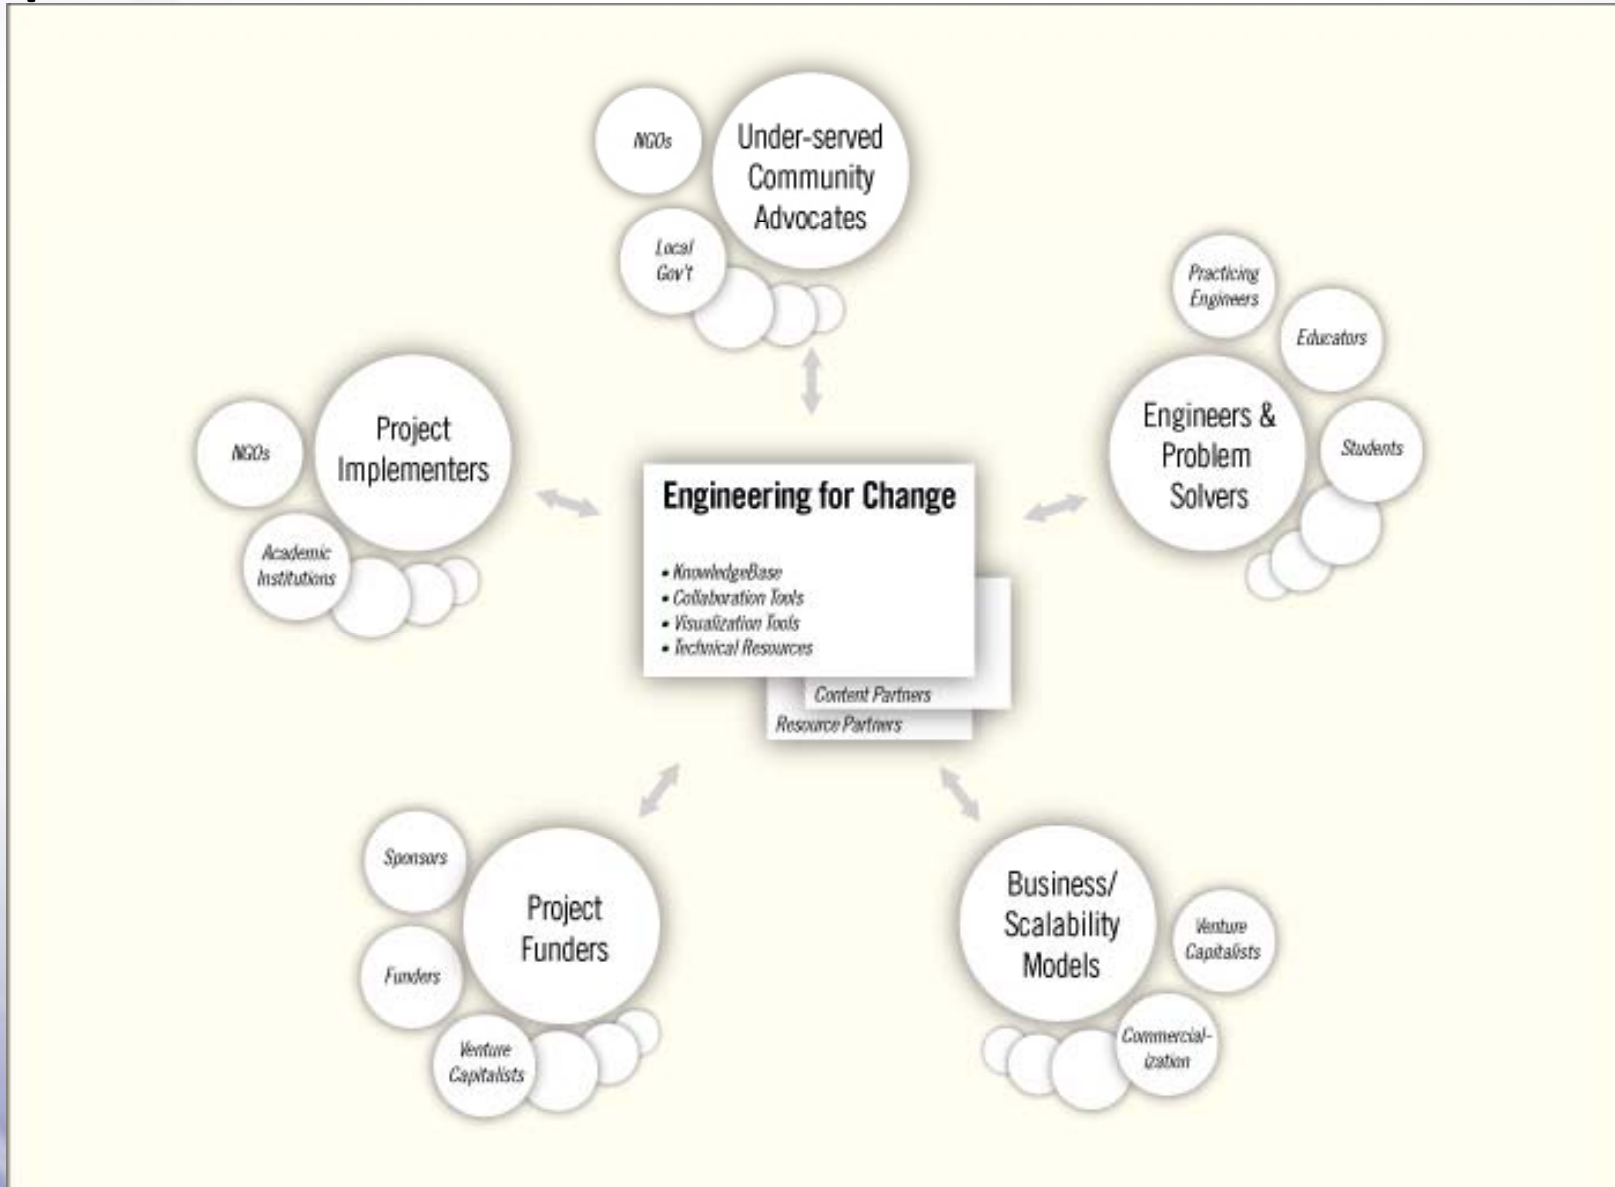 NGOs
Under-served
Community
Advocates
Local
Gov't
Practicing
Engineers
Educators
Engineers &
Problem
Solvers
Students
Project
Implementers
NGOs
Academic
Institutions
Engineering for Change
• KnowledgeBase
• Collaboration Tools
• Visualization Tools
• Technical Resources
Content Partners
Resource Partners
Sponsors
Project
Funders
Funders
Venture
Capitalists
Business/
Scalability
Models
Venture
Capitalists
Commercial-
ization